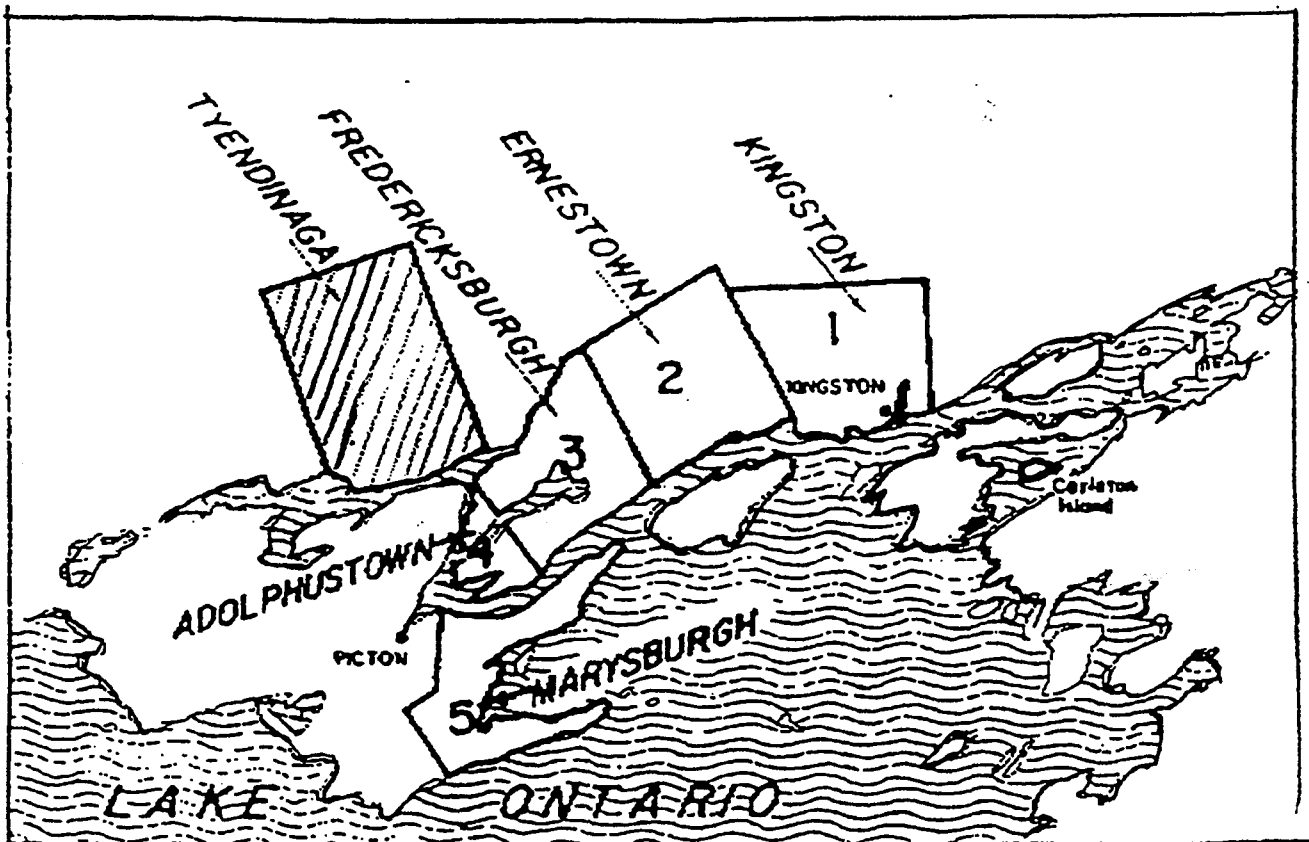 TYENDINAGA
FREDERICKSBURGH
ERNESTOWN
KINGSTON
1
2
KINGSTON
3
Carleton
Island
4
ADOLPHUSTOWN
PICTON
MARYSBURGH
5
LAKE ONTARIO